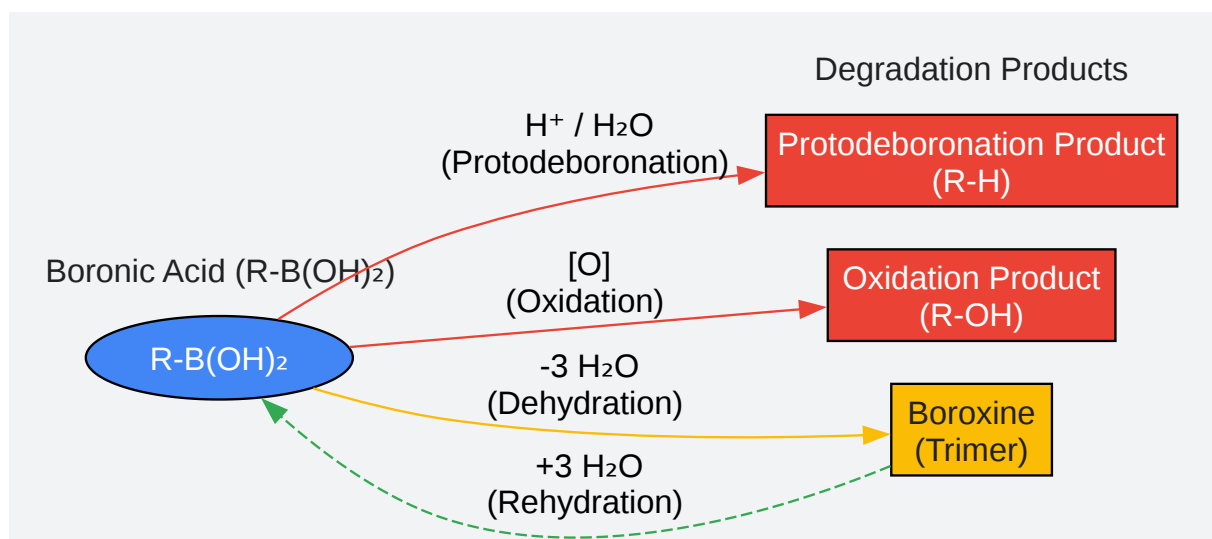 Degradation Products
H⁺ / H₂O
(Protodeboronation)
Protodeboronation Product
(R-H)
Boronic Acid (R-B(OH)₂)
[O]
(Oxidation)
Oxidation Product
(R-OH)
R-B(OH)₂
-3 H₂O
(Dehydration)
Boroxine
(Trimer)
+3 H₂O
(Rehydration)